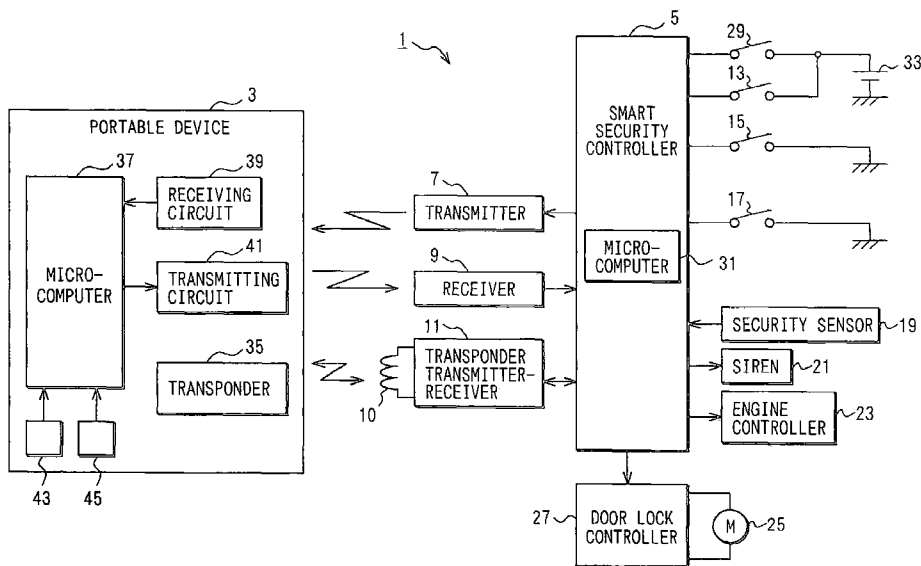 1
5
29
33
13
3
PORTABLE DEVICE
37
39
RECEIVING
CIRCUIT
41
TRANSMITTING
CIRCUIT
MICRO-
COMPUTER
35
TRANSPONDER
43
45
7
TRANSMITTER
9
RECEIVER
11
TRANSPONDER
TRANSMITTER-
RECEIVER
10
SMART
SECURITY
CONTROLLER
MICRO-
COMPUTER
31
15
17
SECURITY SENSOR
19
SIREN
21
ENGINE
CONTROLLER
23
27
DOOR LOCK
CONTROLLER
M
25